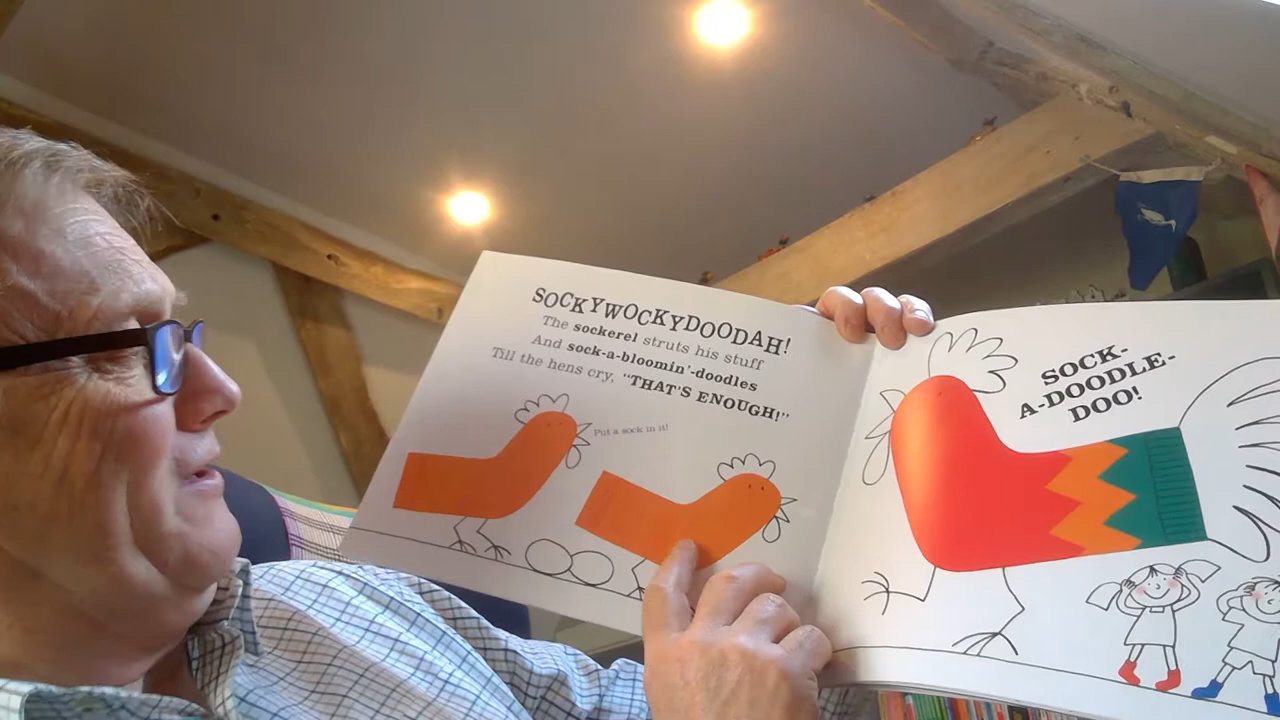 SOCKYWOCKYDOODAH!
The sockerel struts his stuff
And sock-a-bloomin'-doodles
Till the hens cry, "THAT'S ENOUGH!"
Put a sock in it!
SOCK-
A-DOODLE-
DOO!